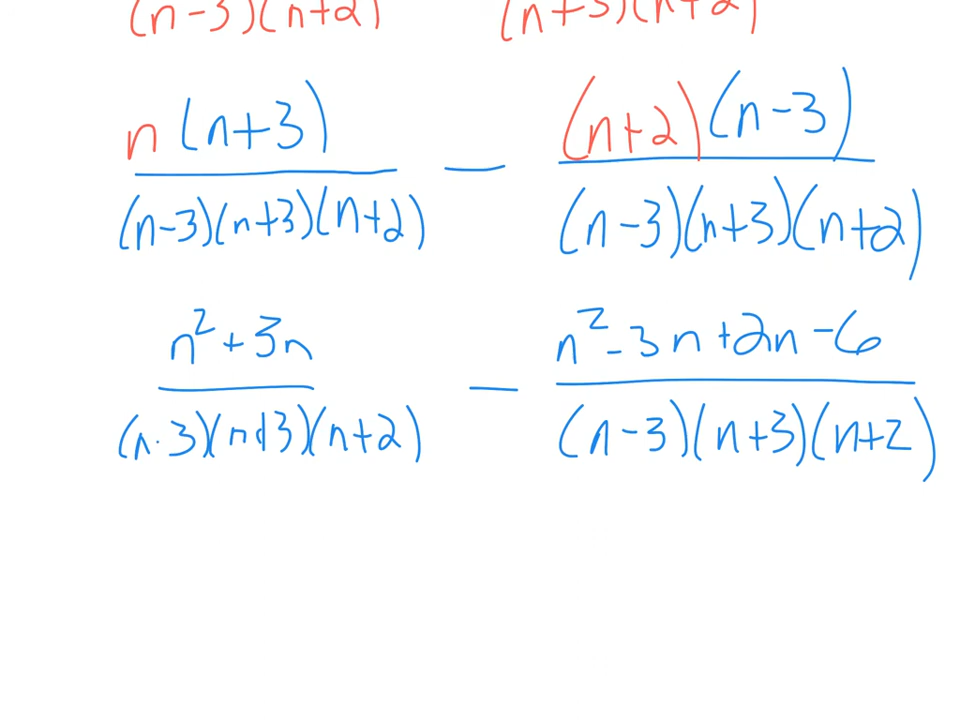 (n-3)(n+2) (n+3)(n+2)
n(n+3) - (n+2)(n-3)
(n-3)(n+3)(n+2) (n-3)(n+3)(n+2)
n² + 3n - n² - 3n + 2n - 6
(n-3)(n+3)(n+2) (n-3)(n+3)(n+2)